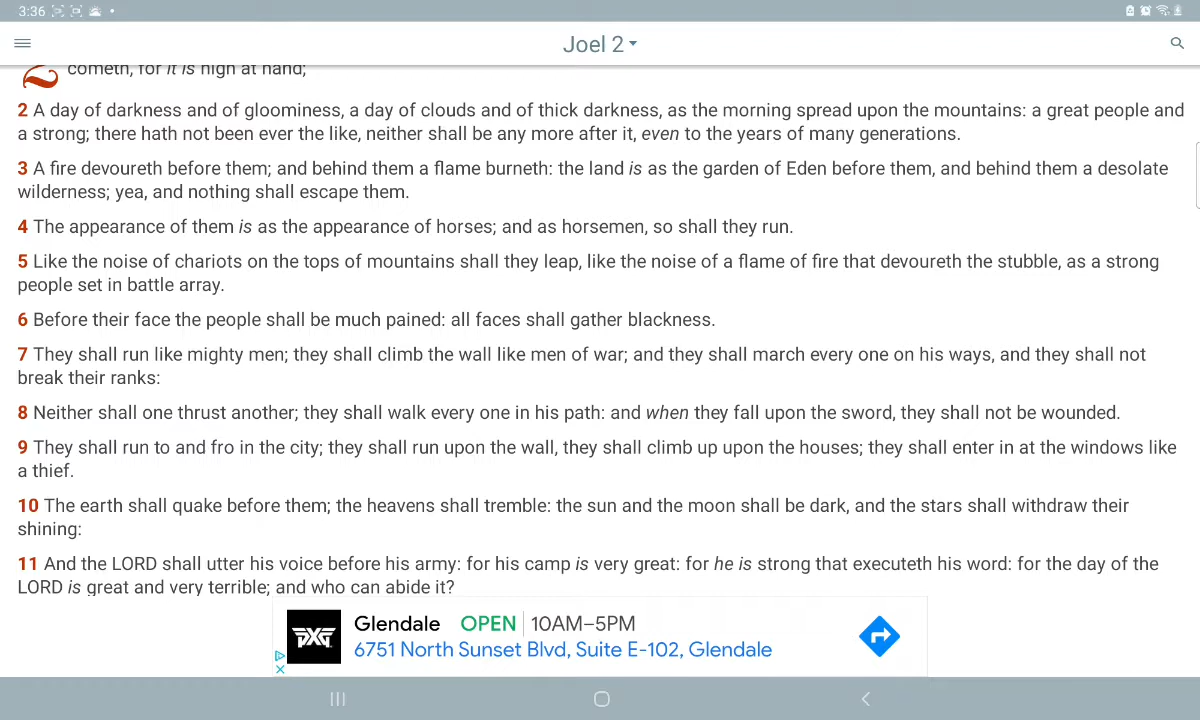 3:36
Joel 2
2 cometh, for it is nigh at hand;
2 A day of darkness and of gloominess, a day of clouds and of thick darkness, as the morning spread upon the mountains: a great people and
a strong; there hath not been ever the like, neither shall be any more after it, even to the years of many generations.
3 A fire devoureth before them; and behind them a flame burneth: the land is as the garden of Eden before them, and behind them a desolate
wilderness; yea, and nothing shall escape them.
4 The appearance of them is as the appearance of horses; and as horsemen, so shall they run.
5 Like the noise of chariots on the tops of mountains shall they leap, like the noise of a flame of fire that devoureth the stubble, as a strong
people set in battle array.
6 Before their face the people shall be much pained: all faces shall gather blackness.
7 They shall run like mighty men; they shall climb the wall like men of war; and they shall march every one on his ways, and they shall not
break their ranks:
8 Neither shall one thrust another; they shall walk every one in his path: and when they fall upon the sword, they shall not be wounded.
9 They shall run to and fro in the city; they shall run upon the wall, they shall climb up upon the houses; they shall enter in at the windows like
a thief.
10 The earth shall quake before them; the heavens shall tremble: the sun and the moon shall be dark, and the stars shall withdraw their
shining:
11 And the LORD shall utter his voice before his army: for his camp is very great: for he is strong that executeth his word: for the day of the
LORD is great and very terrible; and who can abide it?
PXG
Glendale OPEN 10AM–5PM
6751 North Sunset Blvd, Suite E-102, Glendale